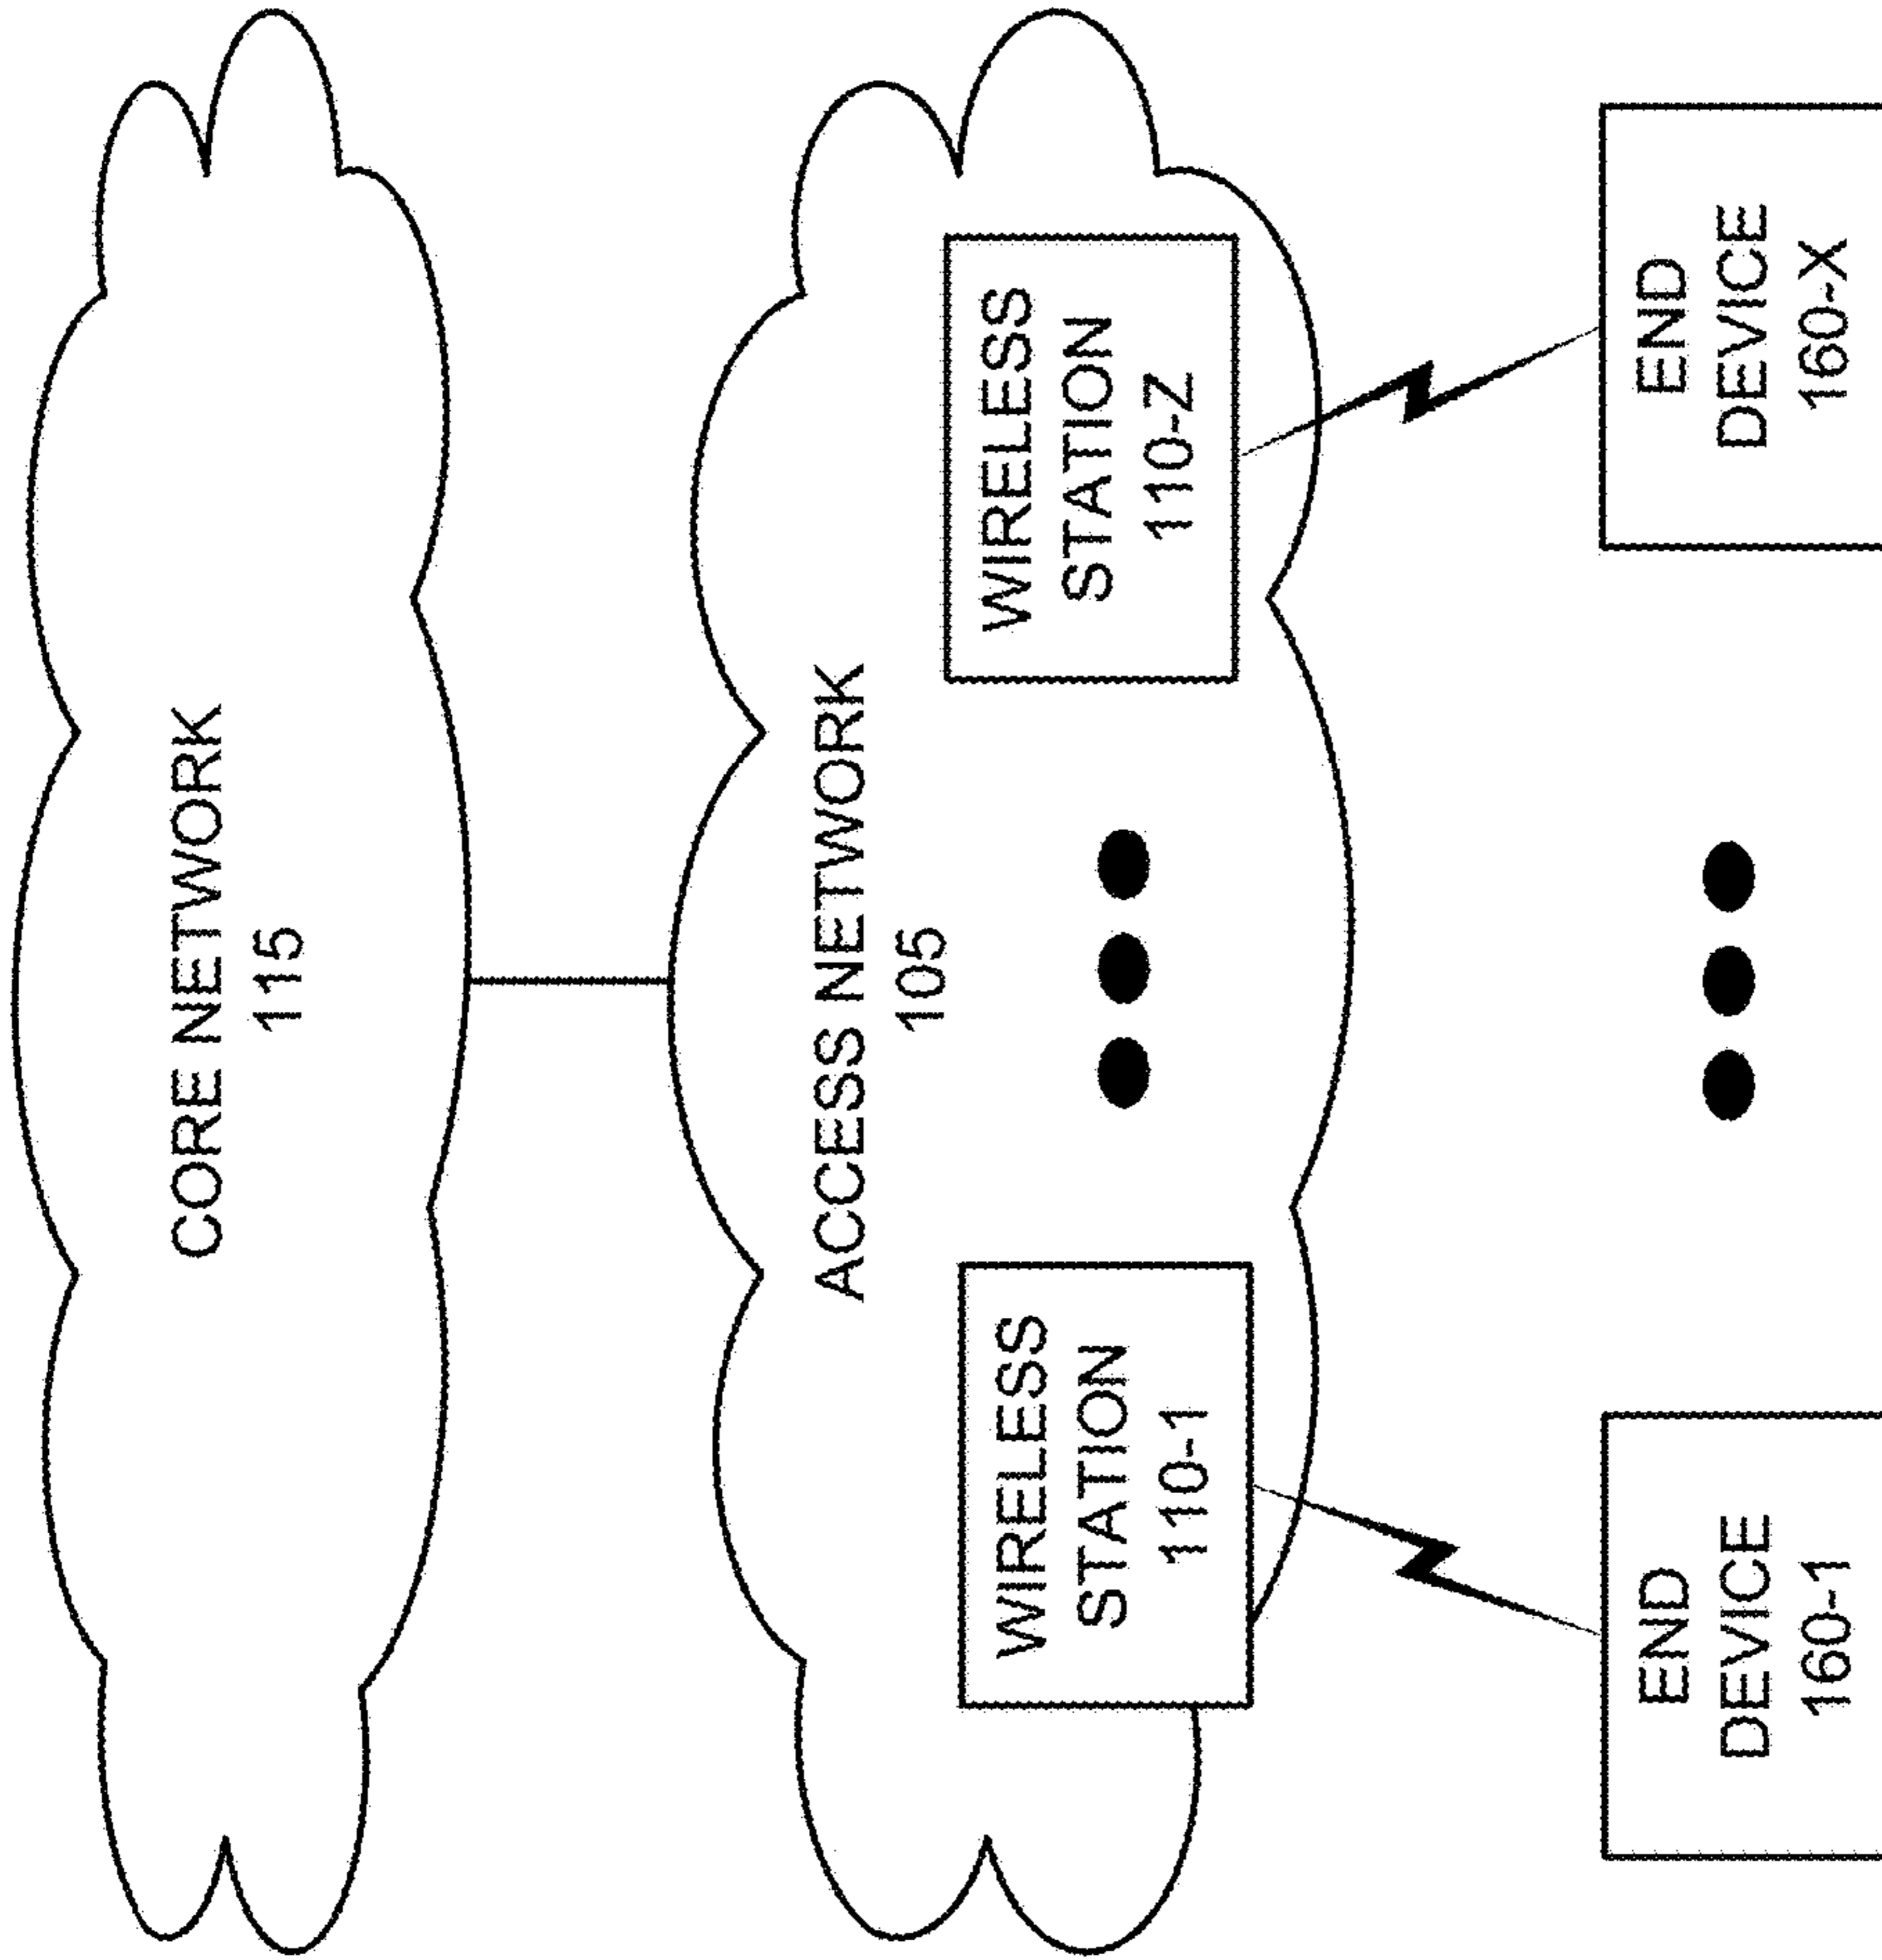 CORE NETWORK
115
ACCESS NETWORK
105
WIRELESS
STATION
110-1
WIRELESS
STATION
110-Z
END
DEVICE
160-1
END
DEVICE
160-X